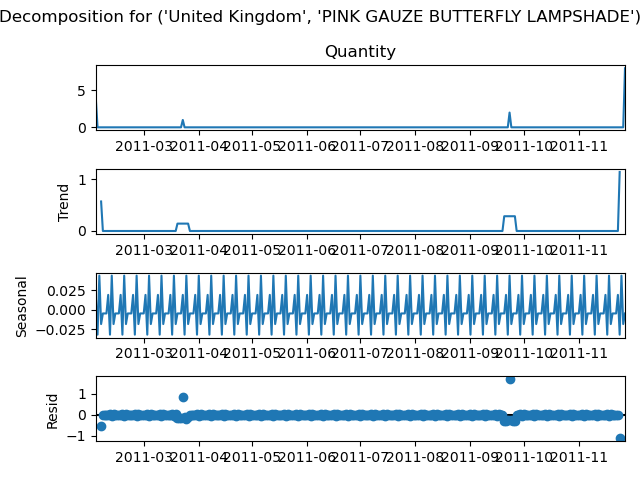 Decomposition for ('United Kingdom', 'PINK GAUZE BUTTERFLY LAMPSHADE')
Quantity
5
0
2011-03 2011-04 2011-05 2011-06 2011-07 2011-08 2011-09 2011-10 2011-11
Trend
1
0
2011-03 2011-04 2011-05 2011-06 2011-07 2011-08 2011-09 2011-10 2011-11
Seasonal
0.025
0.000
−0.025
2011-03 2011-04 2011-05 2011-06 2011-07 2011-08 2011-09 2011-10 2011-11
Resid
1
0
−1
2011-03 2011-04 2011-05 2011-06 2011-07 2011-08 2011-09 2011-10 2011-11